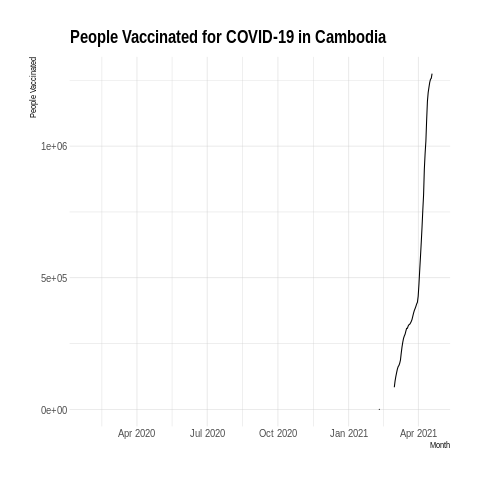 People Vaccinated for COVID-19 in Cambodia
People Vaccinated
1e+06
5e+05
0e+00
Apr 2020
Jul 2020
Oct 2020
Jan 2021
Apr 2021
Month